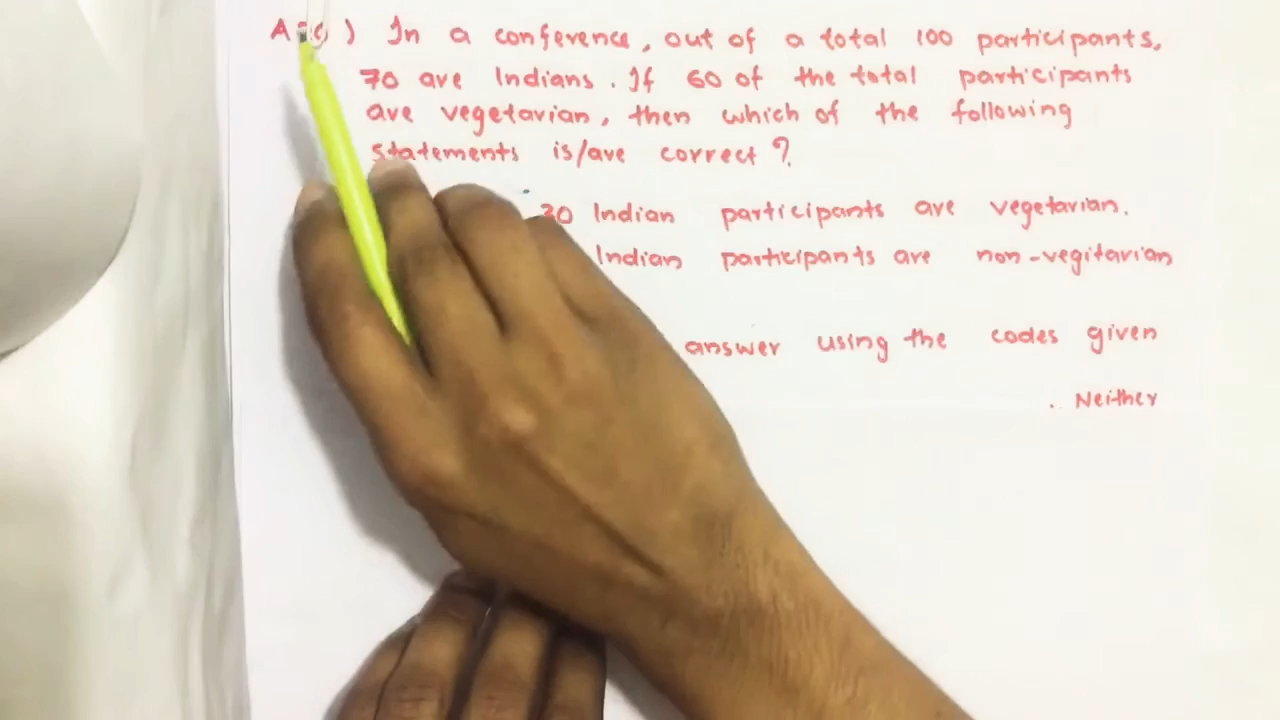 In a conference, out of a total 100 participants,
70 are Indians. If 60 of the total participants
are vegetarian, then which of the following
statements is/are correct?
30 Indian participants are vegetarian.
Indian participants are non-vegitarian
answer using the codes given
. Neither